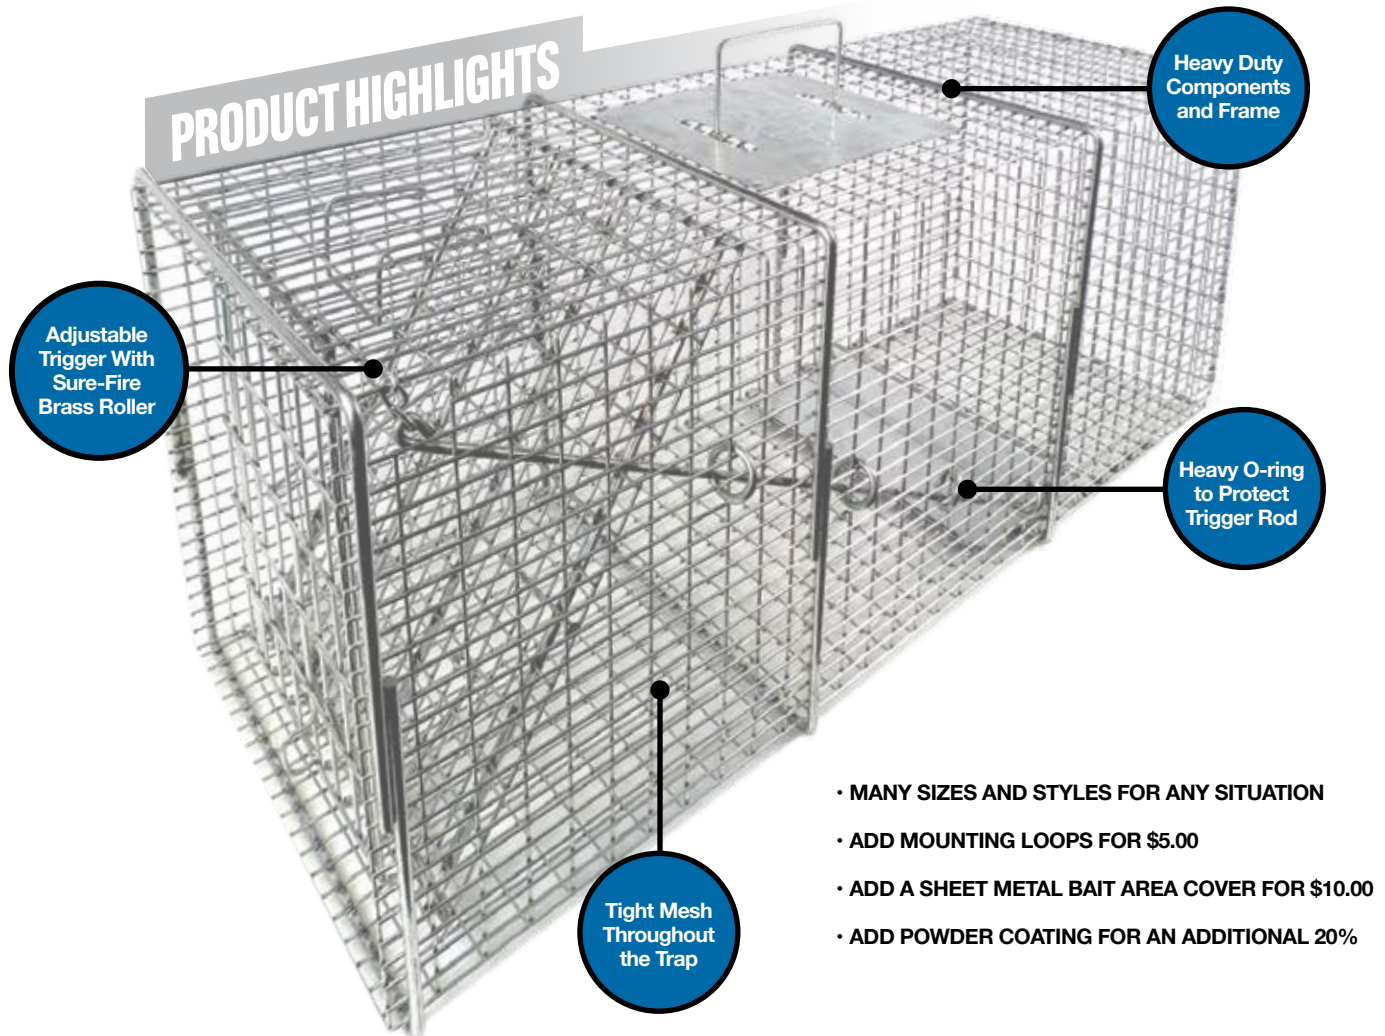 PRODUCT HIGHLIGHTS
Heavy Duty
Components
and Frame
Adjustable
Trigger With
Sure-Fire
Brass Roller
Heavy O-ring
to Protect
Trigger Rod
Tight Mesh
Throughout
the Trap
· MANY SIZES AND STYLES FOR ANY SITUATION
· ADD MOUNTING LOOPS FOR $5.00
· ADD A SHEET METAL BAIT AREA COVER FOR $10.00
· ADD POWDER COATING FOR AN ADDITIONAL 20%